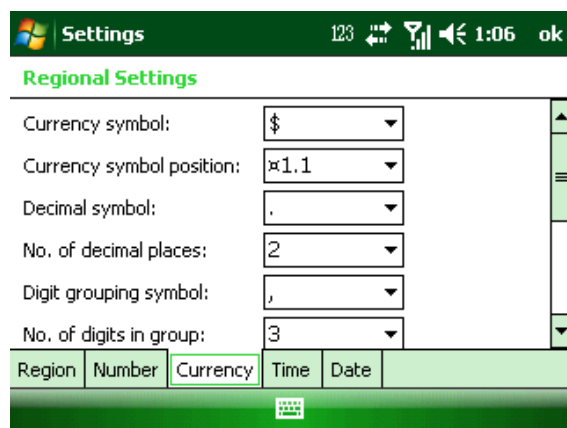 Settings 123 1:06 ok
Regional Settings
Currency symbol: $
Currency symbol position: ¤1.1
Decimal symbol: .
No. of decimal places: 2
Digit grouping symbol: ,
No. of digits in group: 3
Region Number Currency Time Date